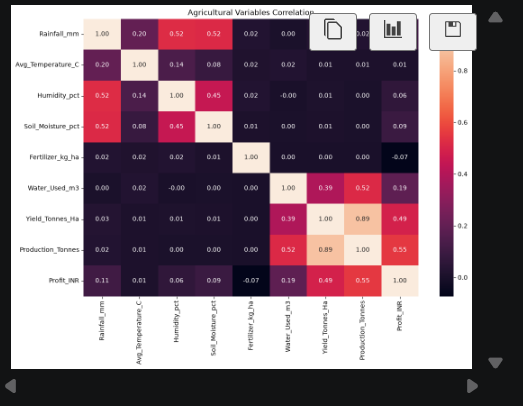 Agricultural Variables Correlation
Rainfall_mm 1.00 0.20 0.52 0.52 0.02 0.00 0.02
Avg_Temperature_C 0.20 1.00 0.14 0.08 0.02 0.02 0.01 0.01 0.01
Humidity_pct 0.52 0.14 1.00 0.45 0.02 -0.00 0.01 0.00 0.06
Soil_Moisture_pct 0.52 0.08 0.45 1.00 0.01 0.00 0.01 0.00 0.09
Fertilizer_kg_ha 0.02 0.02 0.02 0.01 1.00 0.00 0.00 0.00 -0.07
Water_Used_m3 0.00 0.02 -0.00 0.00 0.00 1.00 0.39 0.52 0.19
Yield_Tonnes_Ha 0.03 0.01 0.01 0.01 0.00 0.39 1.00 0.89 0.49
Production_Tonnes 0.02 0.01 0.00 0.00 0.00 0.52 0.89 1.00 0.55
Profit_INR 0.11 0.01 0.06 0.09 -0.07 0.19 0.49 0.55 1.00
Rainfall_mm
Avg_Temperature_C
Humidity_pct
Soil_Moisture_pct
Fertilizer_kg_ha
Water_Used_m3
Yield_Tonnes_Ha
Production_Tonnes
Profit_INR
0.8
0.6
0.4
0.2
0.0